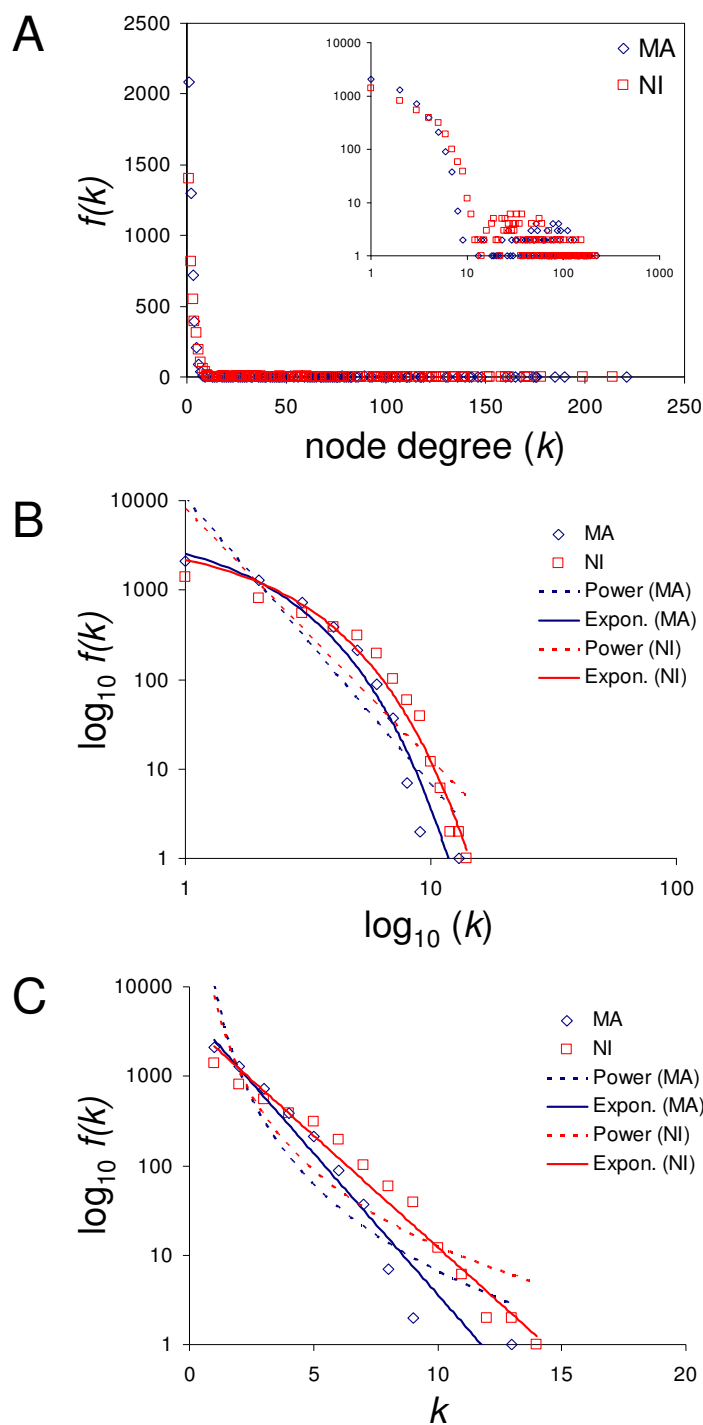 A
2500
2000
1500
1000
500
0
f(k)
0 50 100 150 200 250
node degree (k)
10000
1000
100
10
1
1 10 100 1000
MA
NI
B
10000
1000
100
10
1
log10 f(k)
1 10 100
log10 (k)
MA
NI
Power (MA)
Expon. (MA)
Power (NI)
Expon. (NI)
C
10000
1000
100
10
1
log10 f(k)
0 5 10 15 20
k
MA
NI
Power (MA)
Expon. (MA)
Power (NI)
Expon. (NI)